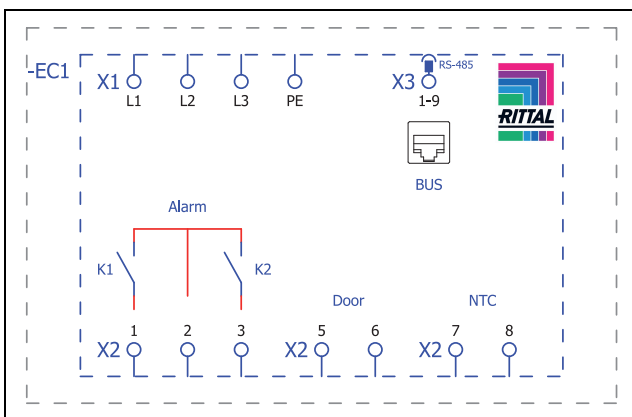 -EC1
X1
L1
L2
L3
PE
X3
RS-485
1-9
RITTAL
BUS
Alarm
K1
K2
Door
NTC
X2
1
2
3
X2
5
6
X2
7
8